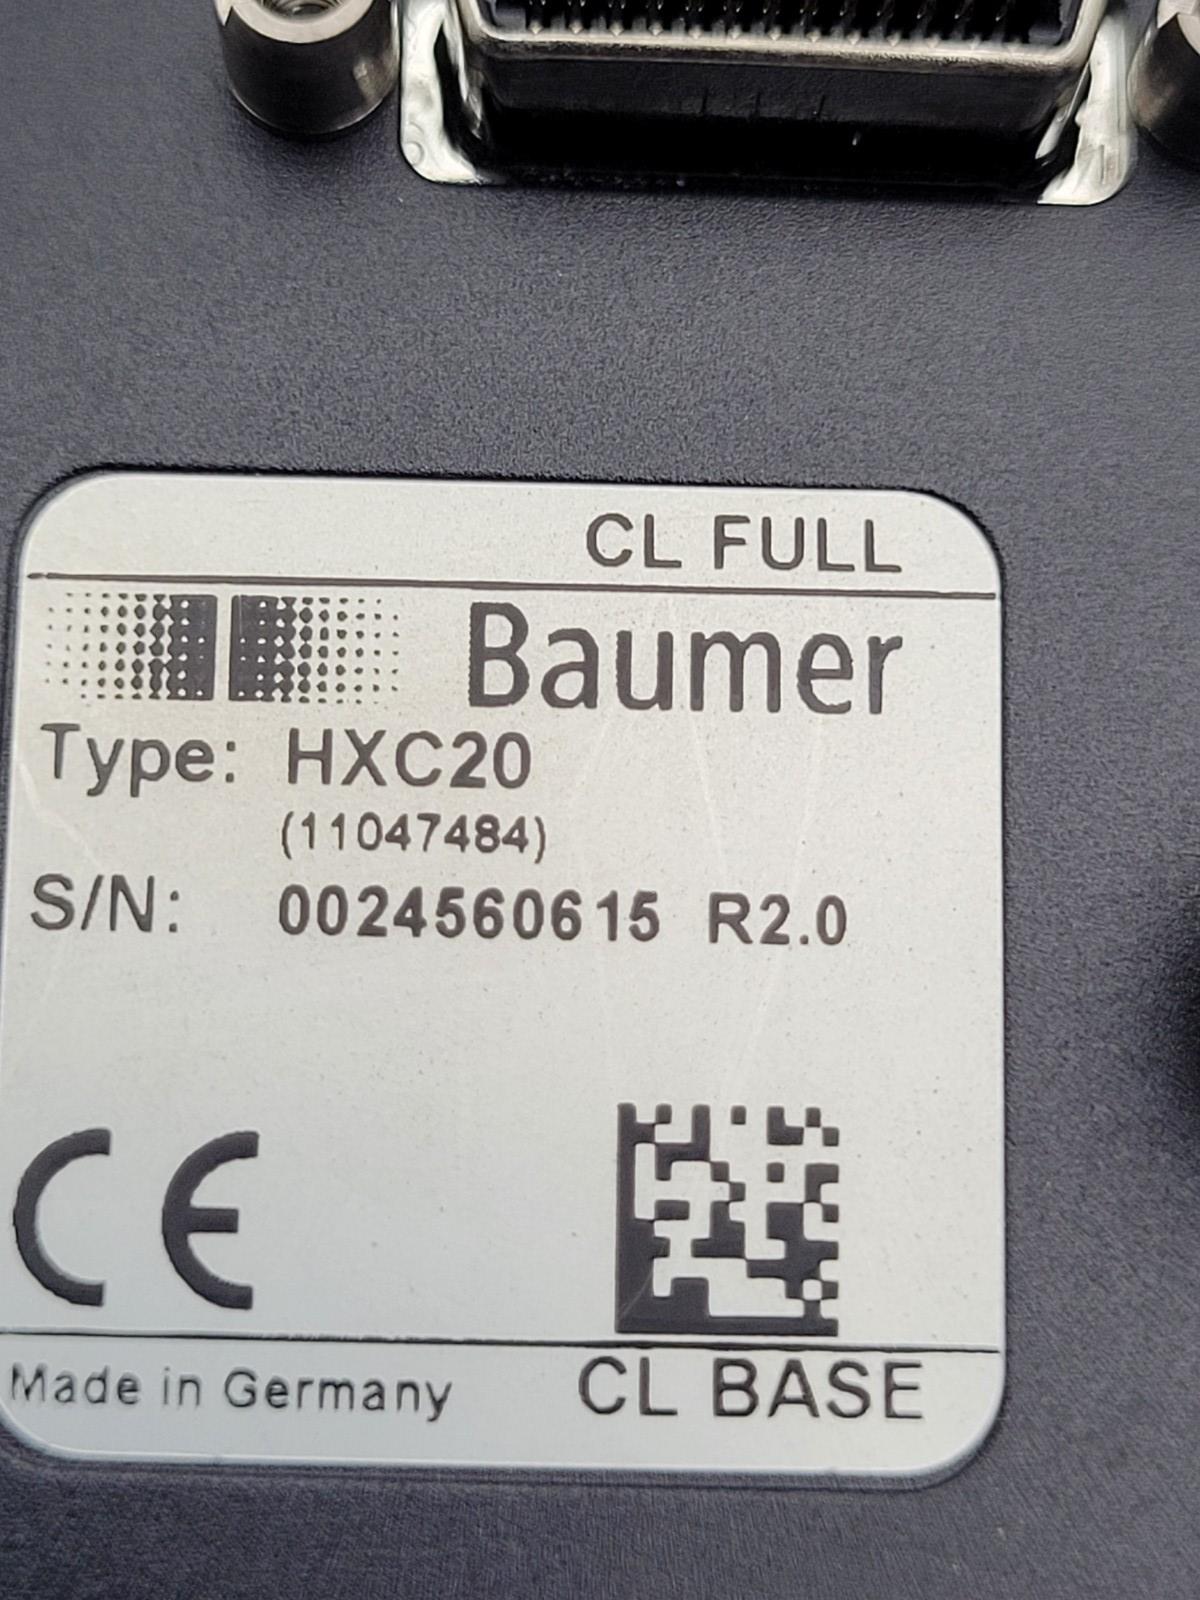 CL FULL
Baumer
Type: HXC20
(11047484)
S/N: 0024560615 R2.0
CE
Made in Germany
CL BASE